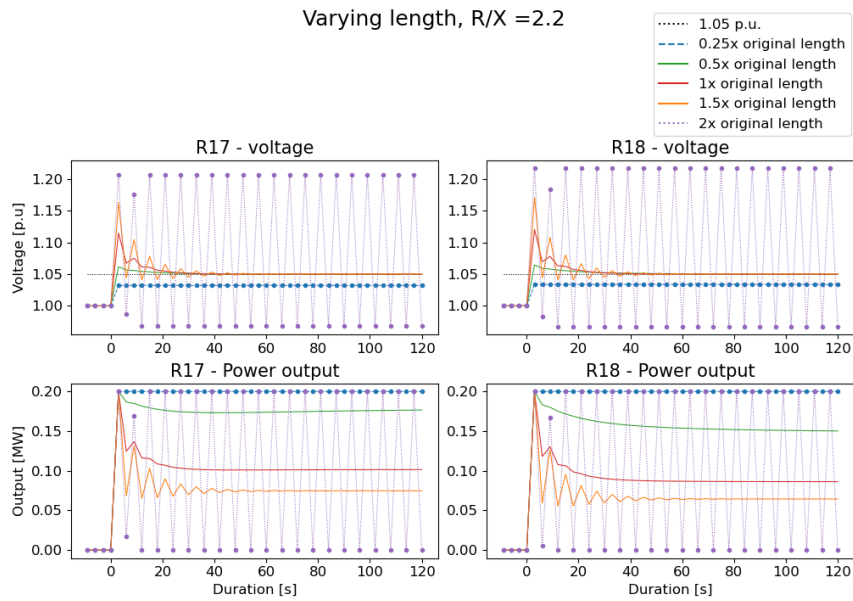 Varying length, R/X =2.2
1.05 p.u.
0.25x original length
0.5x original length
1x original length
1.5x original length
2x original length
R17 - voltage
R18 - voltage
Voltage [p.u]
1.20
1.15
1.10
1.05
1.00
0 20 40 60 80 100 120
1.20
1.15
1.10
1.05
1.00
0 20 40 60 80 100 120
R17 - Power output
R18 - Power output
Output [MW]
0.20
0.15
0.10
0.05
0.00
0 20 40 60 80 100 120
Duration [s]
0.20
0.15
0.10
0.05
0.00
0 20 40 60 80 100 120
Duration [s]